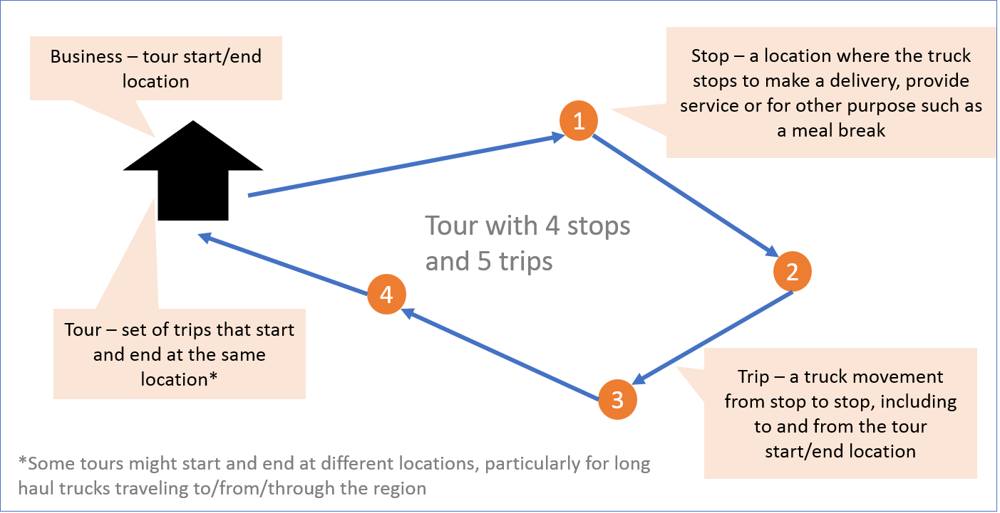 Business – tour start/end
location
Stop – a location where the truck
stops to make a delivery, provide
service or for other purpose such as
a meal break
1
Tour with 4 stops
and 5 trips
2
4
Tour – set of trips that start
and end at the same
location*
3
Trip – a truck movement
from stop to stop, including
to and from the tour
start/end location
*Some tours might start and end at different locations, particularly for long
haul trucks traveling to/from/through the region